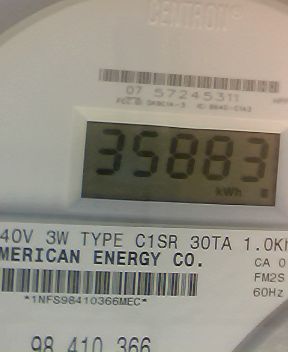 CENTRON®
07 57245311
35883
kWh
40V 3W TYPE C1SR 30TA 1.0Kh
MERICAN ENERGY CO.
CA 0
FM2S
60Hz
*1NFS98410366MEC*
98 410 366